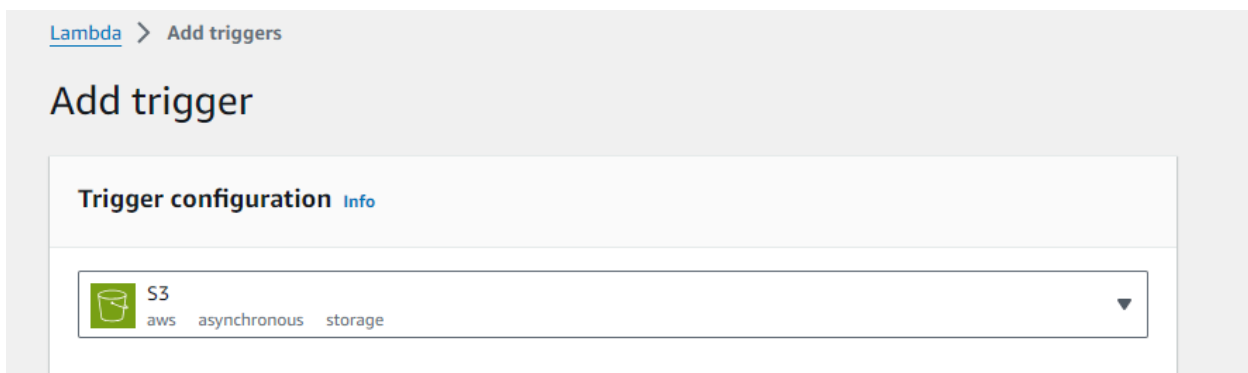 Lambda > Add triggers
Add trigger
Trigger configuration Info
S3
aws asynchronous storage